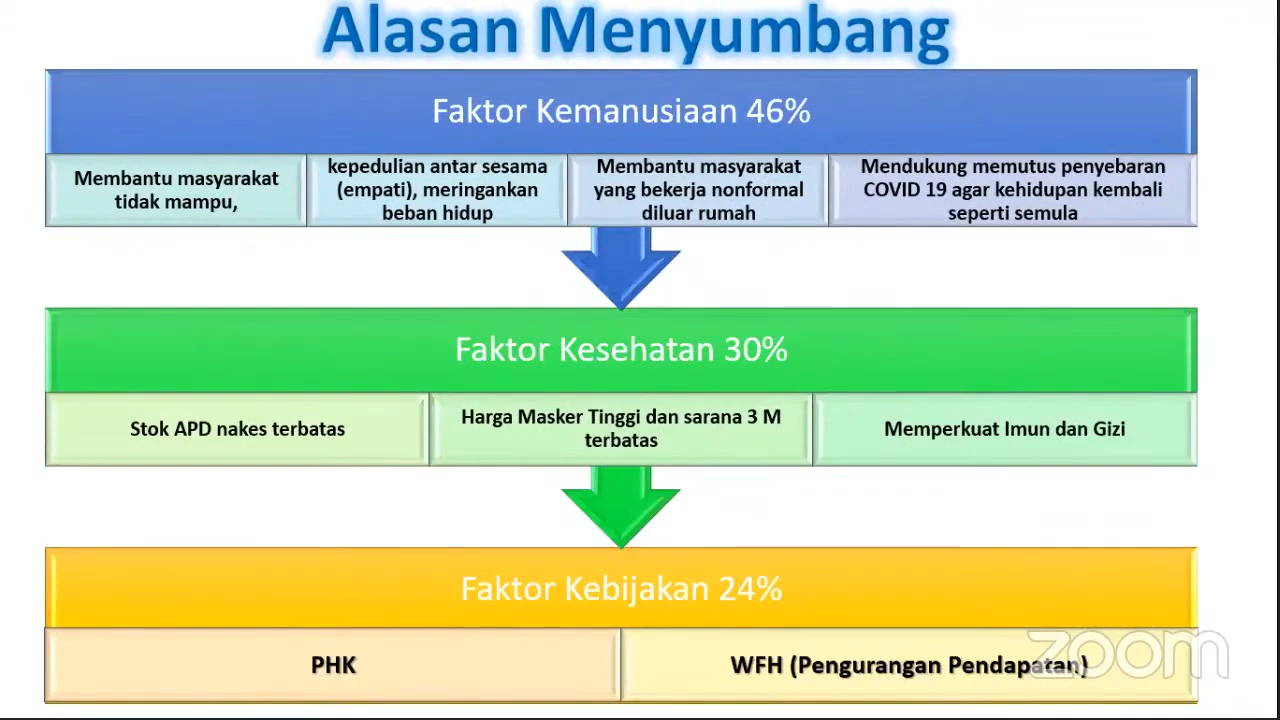 Alasan Menyumbang
Faktor Kemanusiaan 46%
Membantu masyarakat
tidak mampu,
kepedulian antar sesama
(empati), meringankan
beban hidup
Membantu masyarakat
yang bekerja nonformal
diluar rumah
Mendukung memutus penyebaran
COVID 19 agar kehidupan kembali
seperti semula
Faktor Kesehatan 30%
Stok APD nakes terbatas
Harga Masker Tinggi dan sarana 3 M
terbatas
Memperkuat Imun dan Gizi
Faktor Kebijakan 24%
PHK
WFH (Pengurangan Pendapatan)
zoom